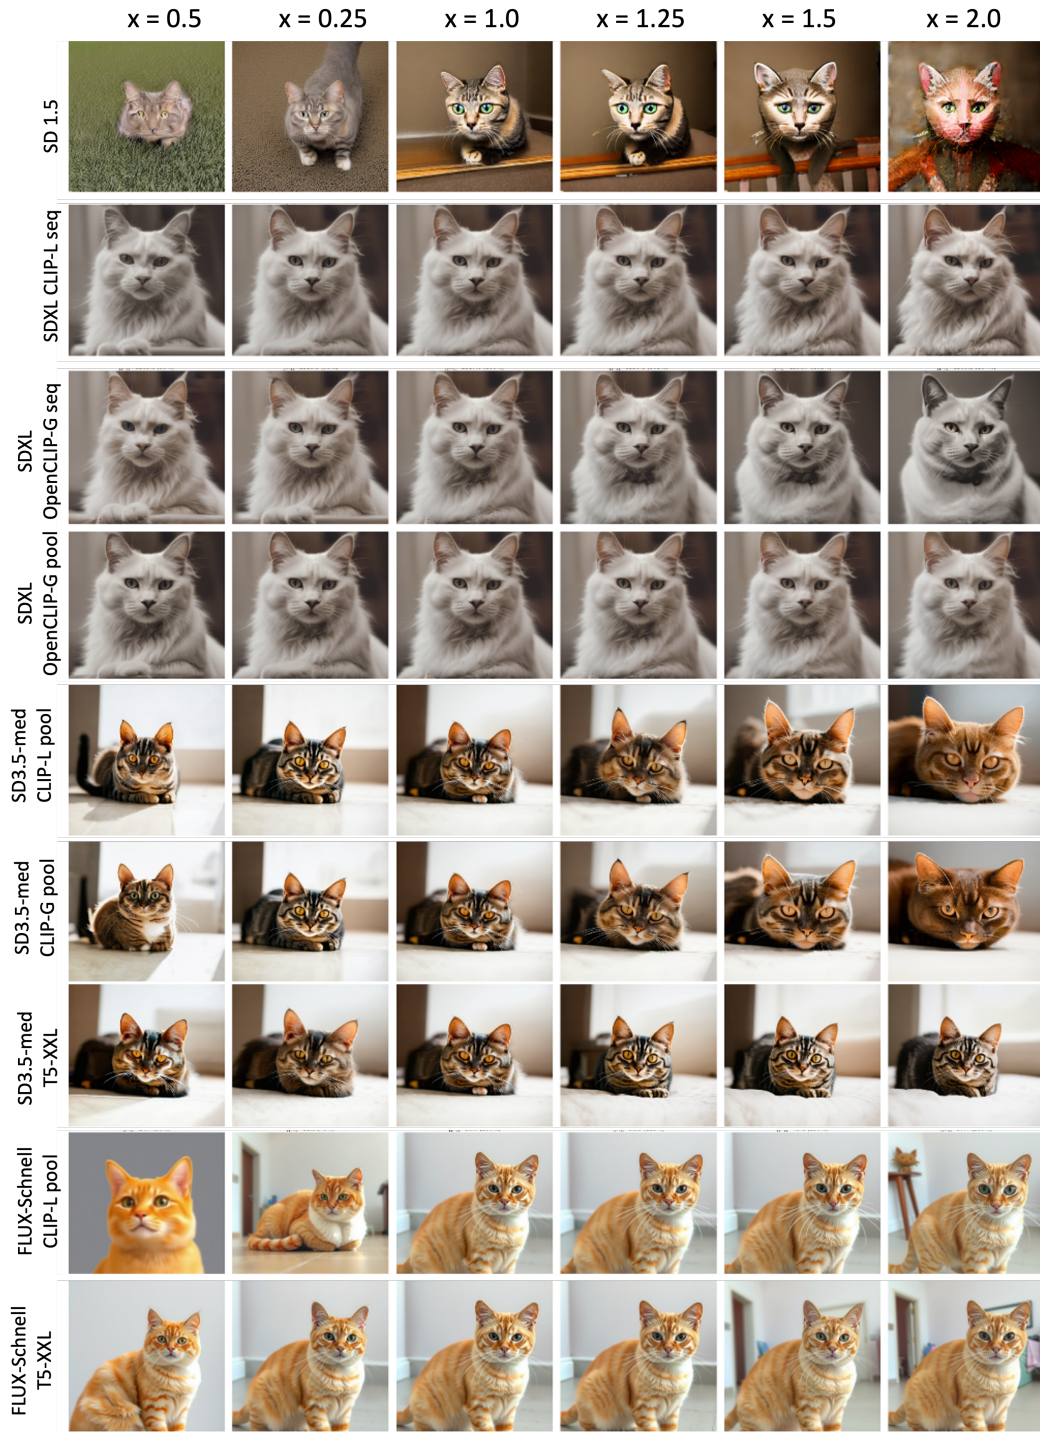 x = 0.5
x = 0.25
x = 1.0
x = 1.25
x = 1.5
x = 2.0
SD 1.5
SDXL CLIP-L seq
SDXL
OpenCLIP-G seq
SDXL
OpenCLIP-G pool
SD3.5-med
CLIP-L pool
SD3.5-med
CLIP-G pool
SD3.5-med
T5-XXL
FLUX-Schnell
CLIP-L pool
FLUX-Schnell
T5-XXL